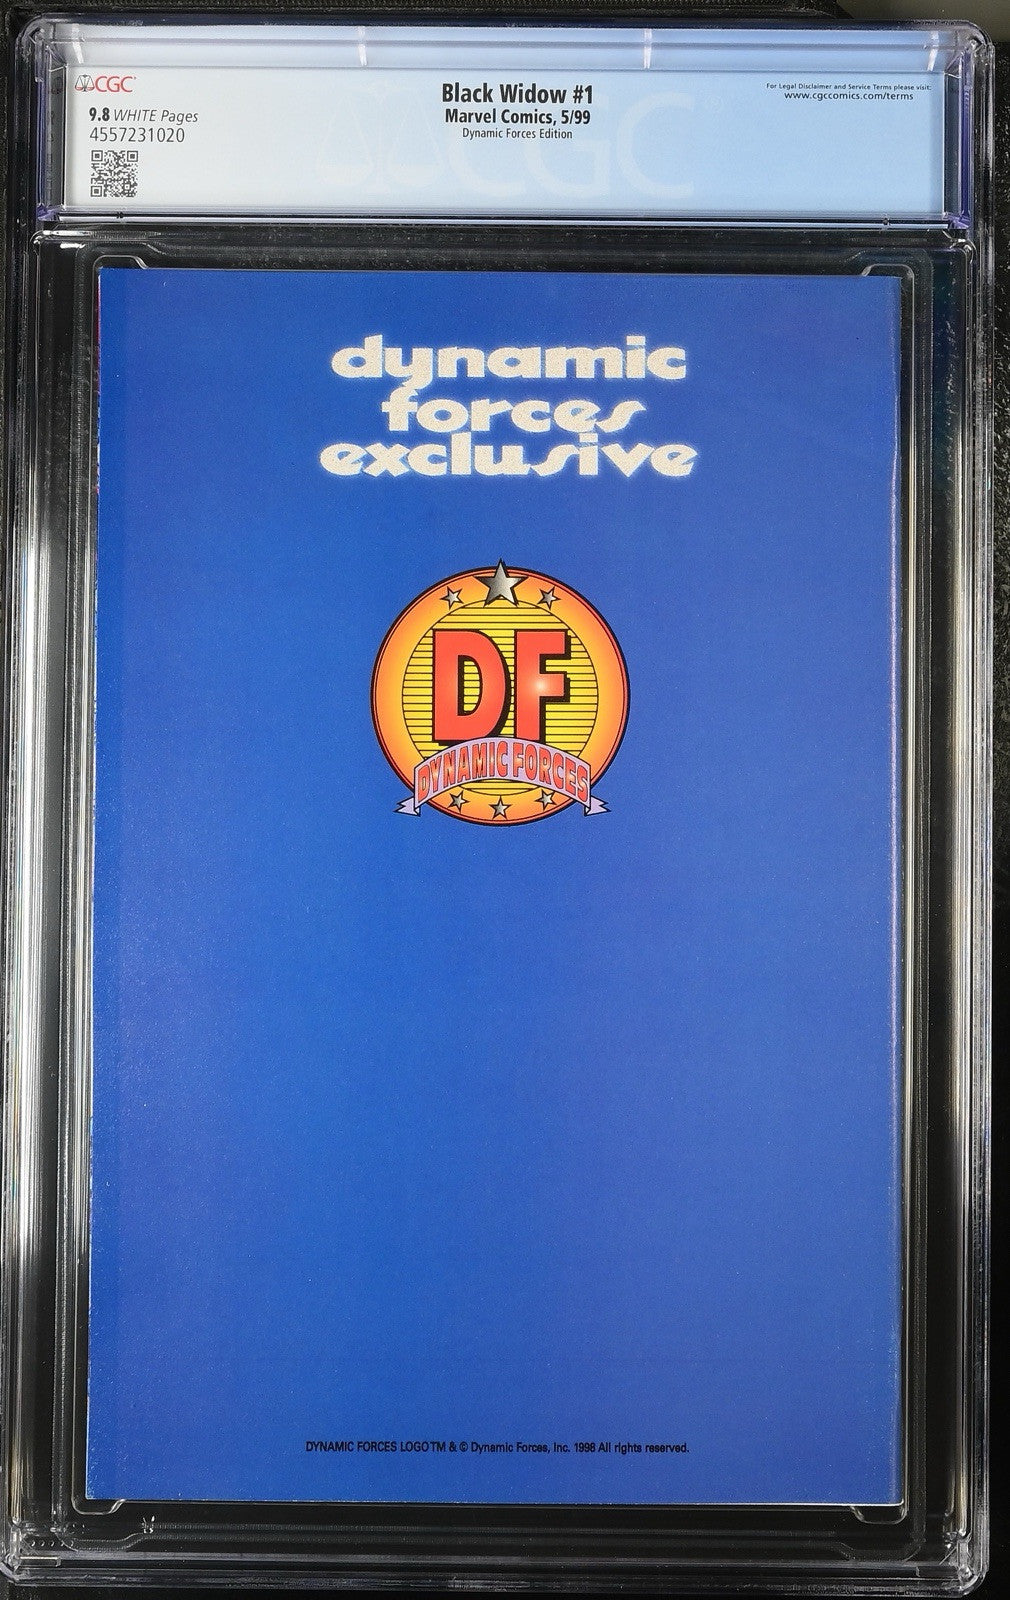 CGC
9.8 WHITE Pages
4557231020
Black Widow #1
Marvel Comics, 5/99
Dynamic Forces Edition
For Legal Disclaimer and Service Terms please visit:
www.cgccomics.com/terms
CGC
dynamic
forces
exclusive
DF
DYNAMIC FORCES
DYNAMIC FORCES LOGO TM & © Dynamic Forces, Inc. 1998 All rights reserved.